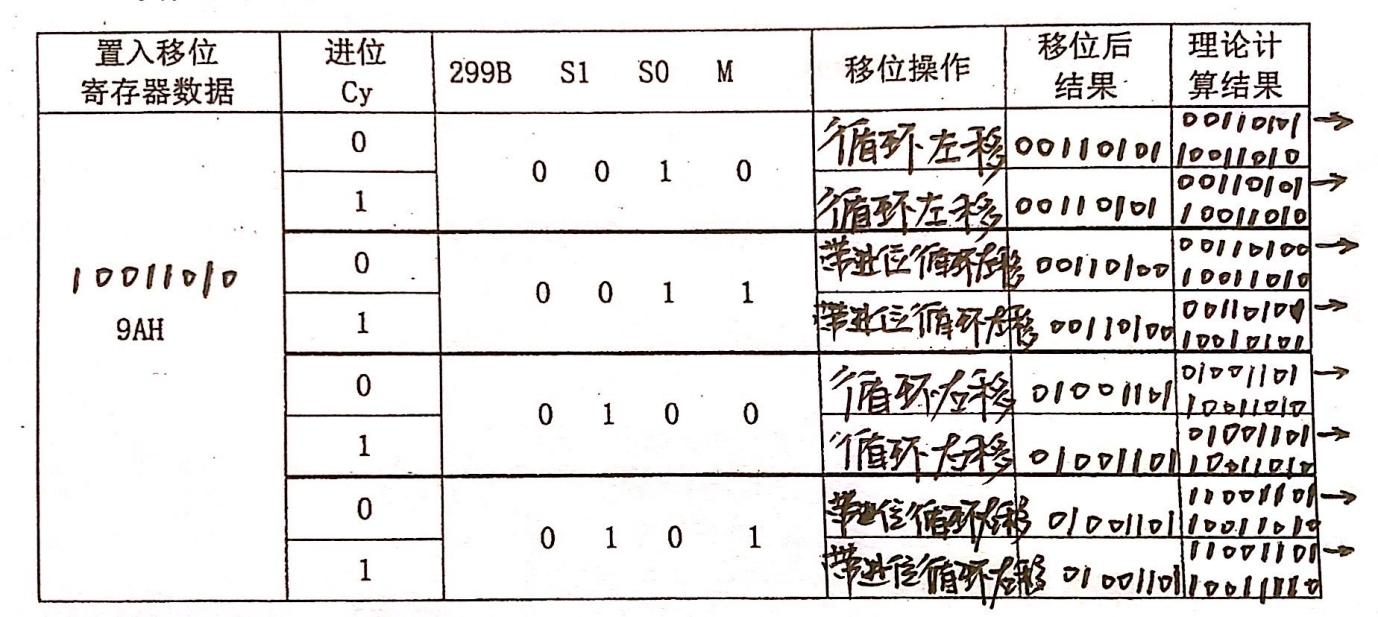 置入移位 进位 299B S1 S0 M 移位操作 移位后 理论计
寄存器数据 Cy 结果 算结果
0 循环左移 00110101 00110101 →
10011010
0 0 1 0
1 循环左移 00110101 00110101 →
10011010
10011010
9AH
0 带进位循环左移 00110100 00110100 →
10011010
0 0 1 1
1 带进位循环左移 00110100 0011010 →
10010101
0 循环右移 01001101 01001101 →
10011010
0 1 0 0
1 循环右移 01001101 01001101 →
10011010
0 带进位循环右移 01001101 11001101 →
10011010
0 1 0 1
1 带进位循环右移 01001101 11001101 →